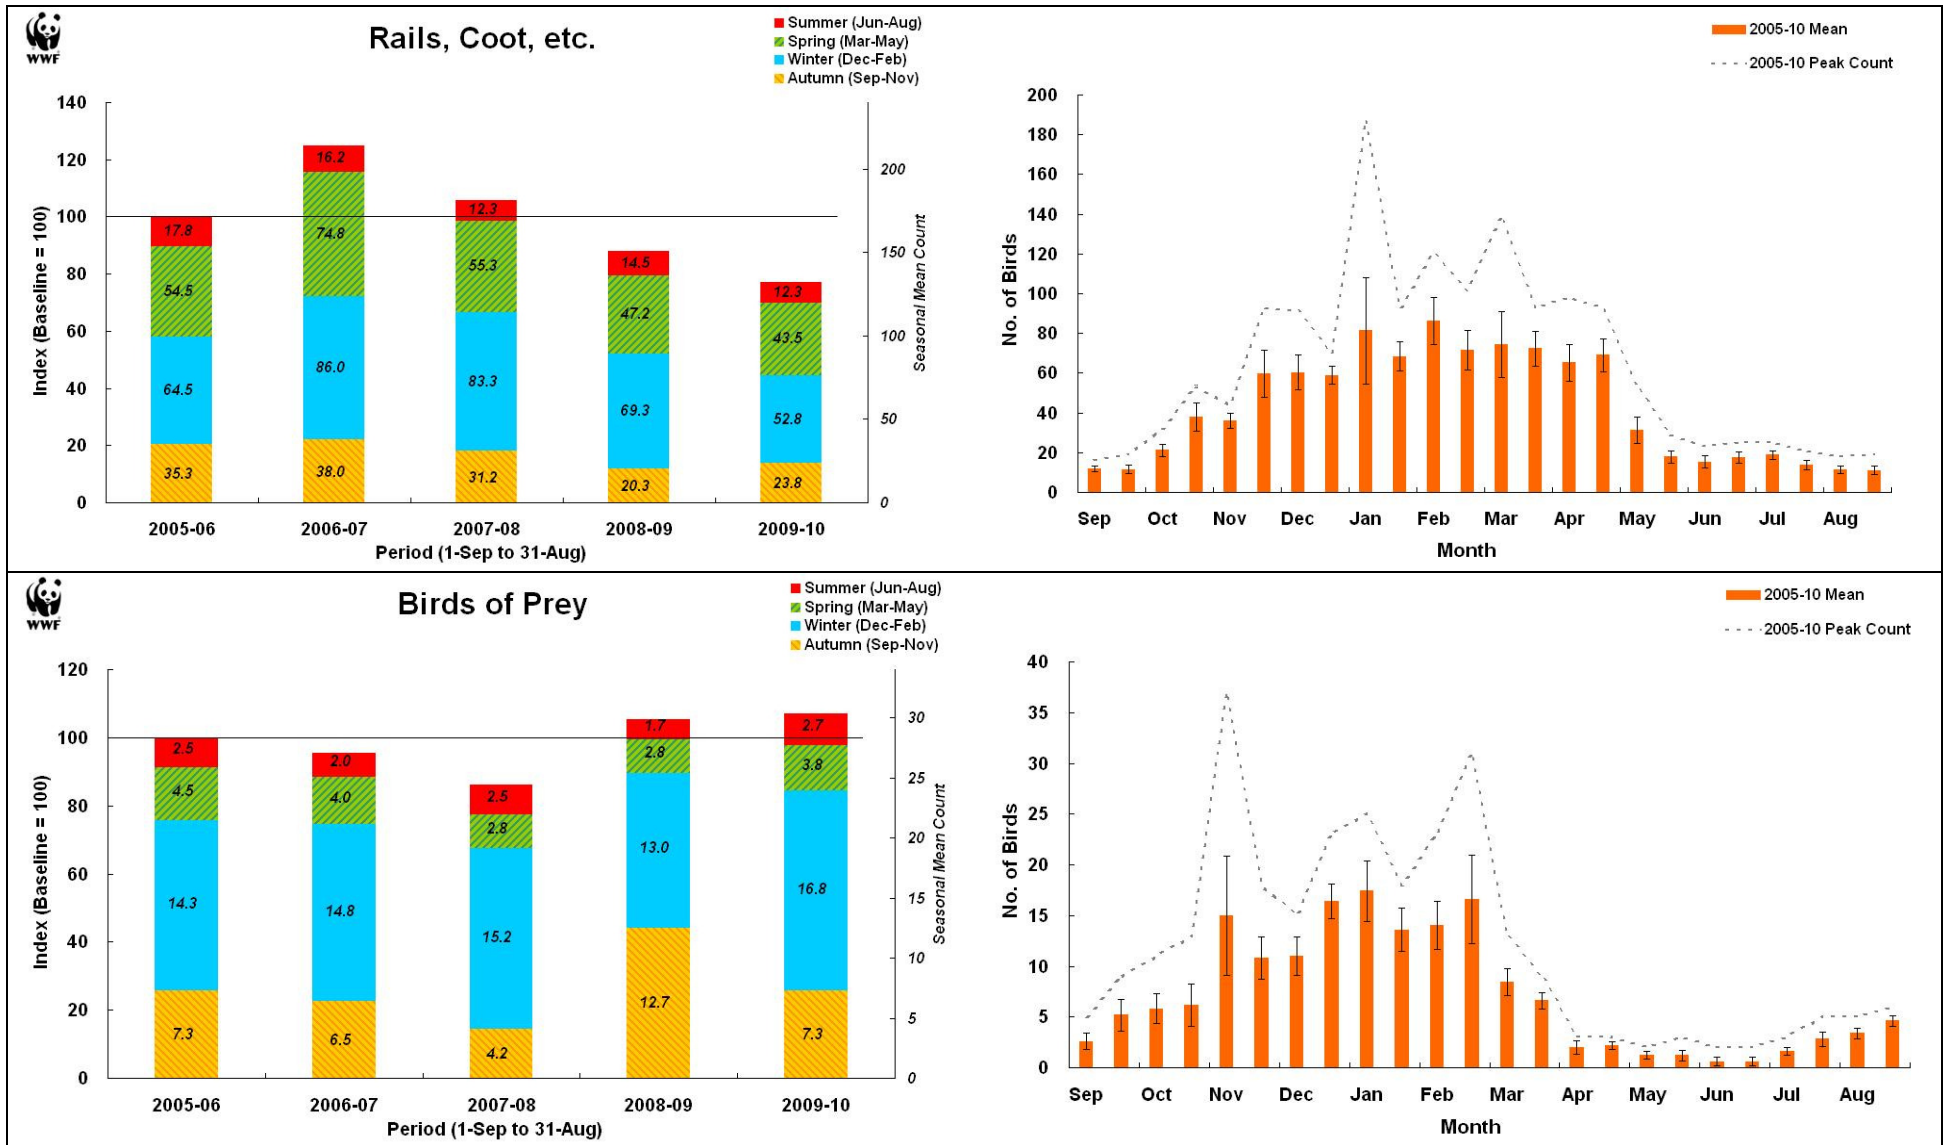 WWF
Rails, Coot, etc.
Summer (Jun-Aug)
Spring (Mar-May)
Winter (Dec-Feb)
Autumn (Sep-Nov)
Index (Baseline = 100)
140
120
100
80
60
40
20
0
17.8
54.5
64.5
35.3
16.2
74.8
86.0
38.0
12.3
55.3
83.3
31.2
14.5
47.2
69.3
20.3
12.3
43.5
52.8
23.8
200
150
100
50
0
Seasonal Mean Count
2005-06 2006-07 2007-08 2008-09 2009-10
Period (1-Sep to 31-Aug)
2005-10 Mean
2005-10 Peak Count
No. of Birds
200
180
160
140
120
100
80
60
40
20
0
Sep Oct Nov Dec Jan Feb Mar Apr May Jun Jul Aug
Month
WWF
Birds of Prey
Summer (Jun-Aug)
Spring (Mar-May)
Winter (Dec-Feb)
Autumn (Sep-Nov)
Index (Baseline = 100)
120
100
80
60
40
20
0
2.5
4.5
14.3
7.3
2.0
4.0
14.8
6.5
2.5
2.8
15.2
4.2
1.7
2.8
13.0
12.7
2.7
3.8
16.8
7.3
30
25
20
15
10
5
0
Seasonal Mean Count
2005-06 2006-07 2007-08 2008-09 2009-10
Period (1-Sep to 31-Aug)
2005-10 Mean
2005-10 Peak Count
No. of Birds
40
35
30
25
20
15
10
5
0
Sep Oct Nov Dec Jan Feb Mar Apr May Jun Jul Aug
Month